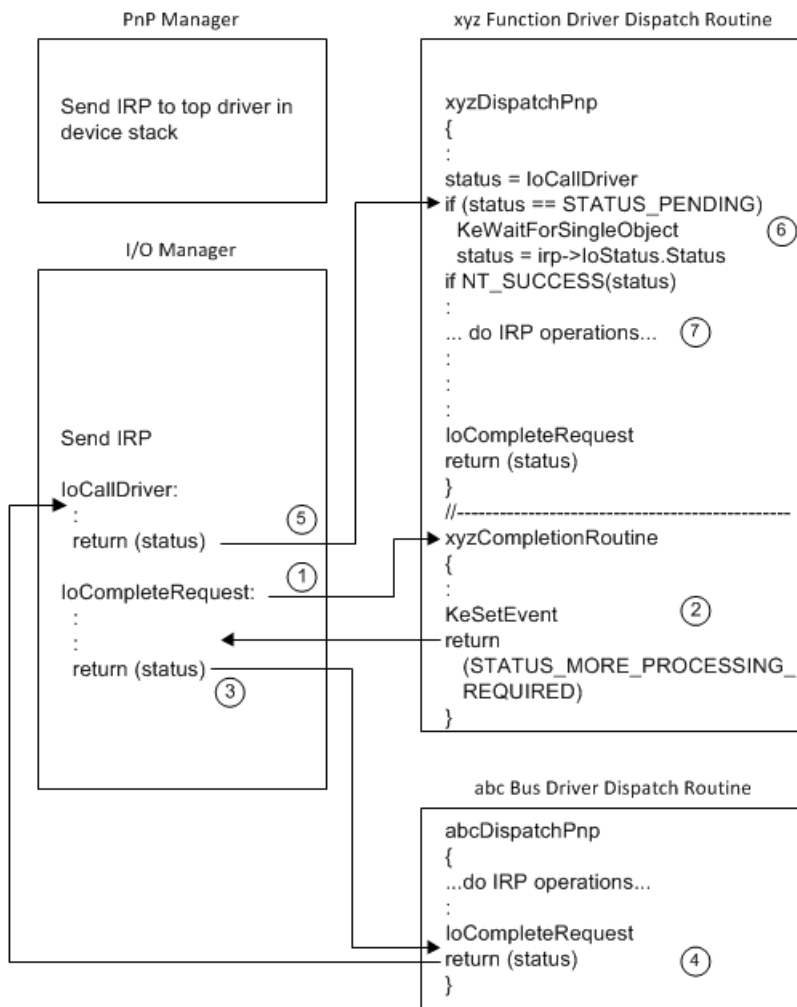 PnP Manager
Send IRP to top driver in
device stack
I/O Manager
Send IRP
IoCallDriver:
:
return (status)
5
1
IoCompleteRequest:
:
:
return (status)
3
xyz Function Driver Dispatch Routine
xyzDispatchPnp
{
:
status = IoCallDriver
if (status == STATUS_PENDING)
KeWaitForSingleObject
6
status = irp->IoStatus.Status
if NT_SUCCESS(status)
:
... do IRP operations...
7
:
:
:
IoCompleteRequest
return (status)
}
//-----------------------------------------------
xyzCompletionRoutine
{
:
KeSetEvent
2
return
(STATUS_MORE_PROCESSING_
REQUIRED)
}
abc Bus Driver Dispatch Routine
abcDispatchPnp
{
...do IRP operations...
:
IoCompleteRequest
return (status)
4
}